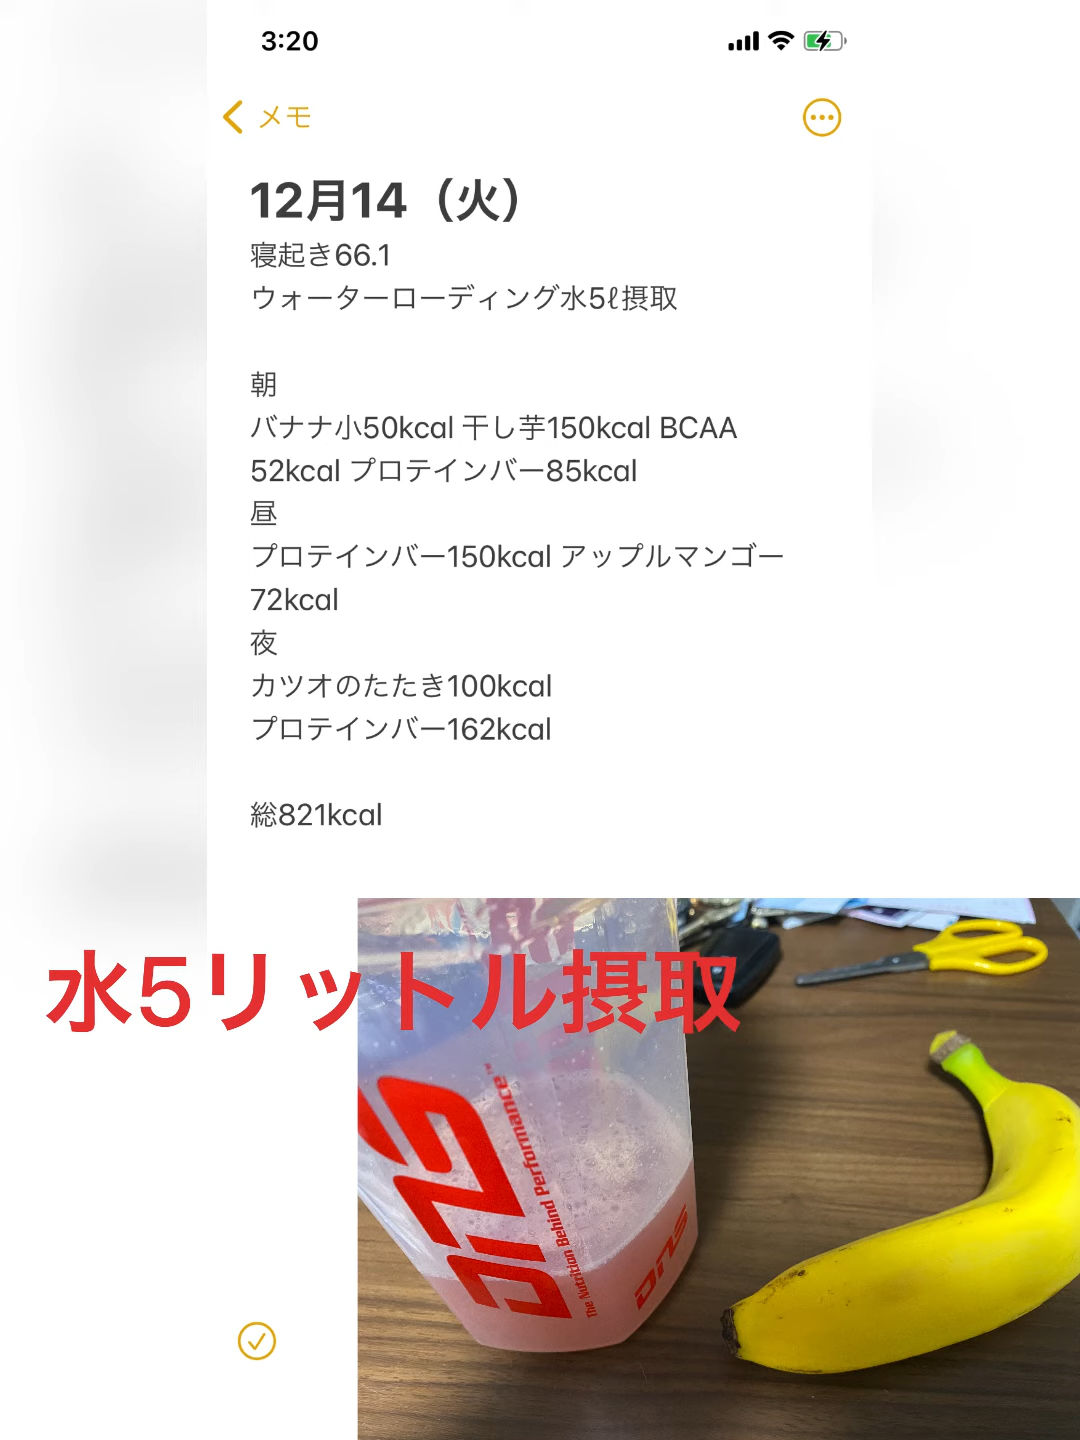 3:20
メモ
12月14（火）
寝起き66.1
ウォーターローディング水5ℓ摂取
朝
バナナ小50kcal 干し芋150kcal BCAA
52kcal プロテインバー85kcal
昼
プロテインバー150kcal アップルマンゴー
72kcal
夜
カツオのたたき100kcal
プロテインバー162kcal
総821kcal
水5リットル摂取
DNS
The Nutrition Behind Performance™
DNS